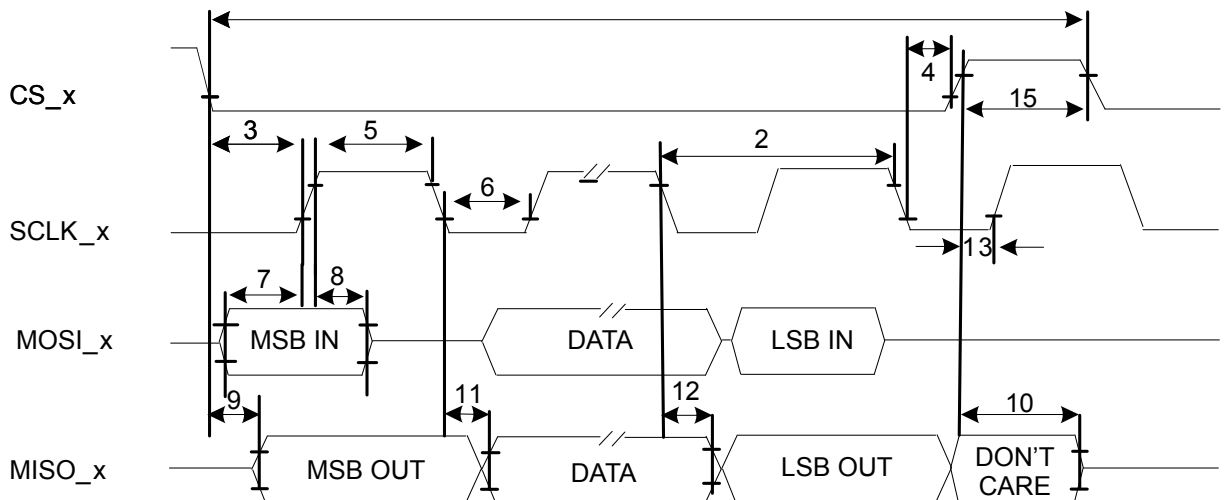 4
CS_x
15
3
5
2
6
SCLK_x
13
7
8
MSB IN
DATA
LSB IN
MOSI_x
9
11
12
10
MISO_x
MSB OUT
DATA
LSB OUT
DON'T
CARE